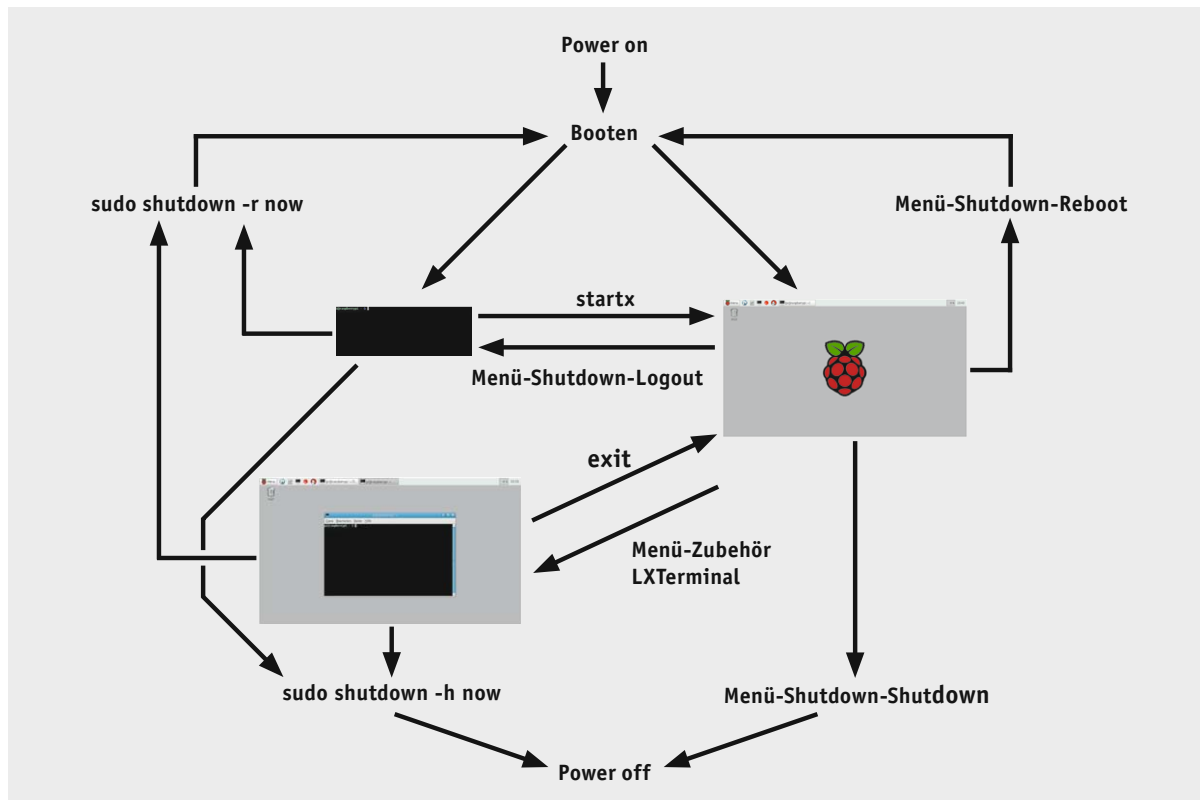 Power on
Booten
sudo shutdown -r now
Menü-Shutdown-Reboot
startx
Menü-Shutdown-Logout
exit
Menü-Zubehör
LXTerminal
sudo shutdown -h now
Menü-Shutdown-Shutdown
Power off